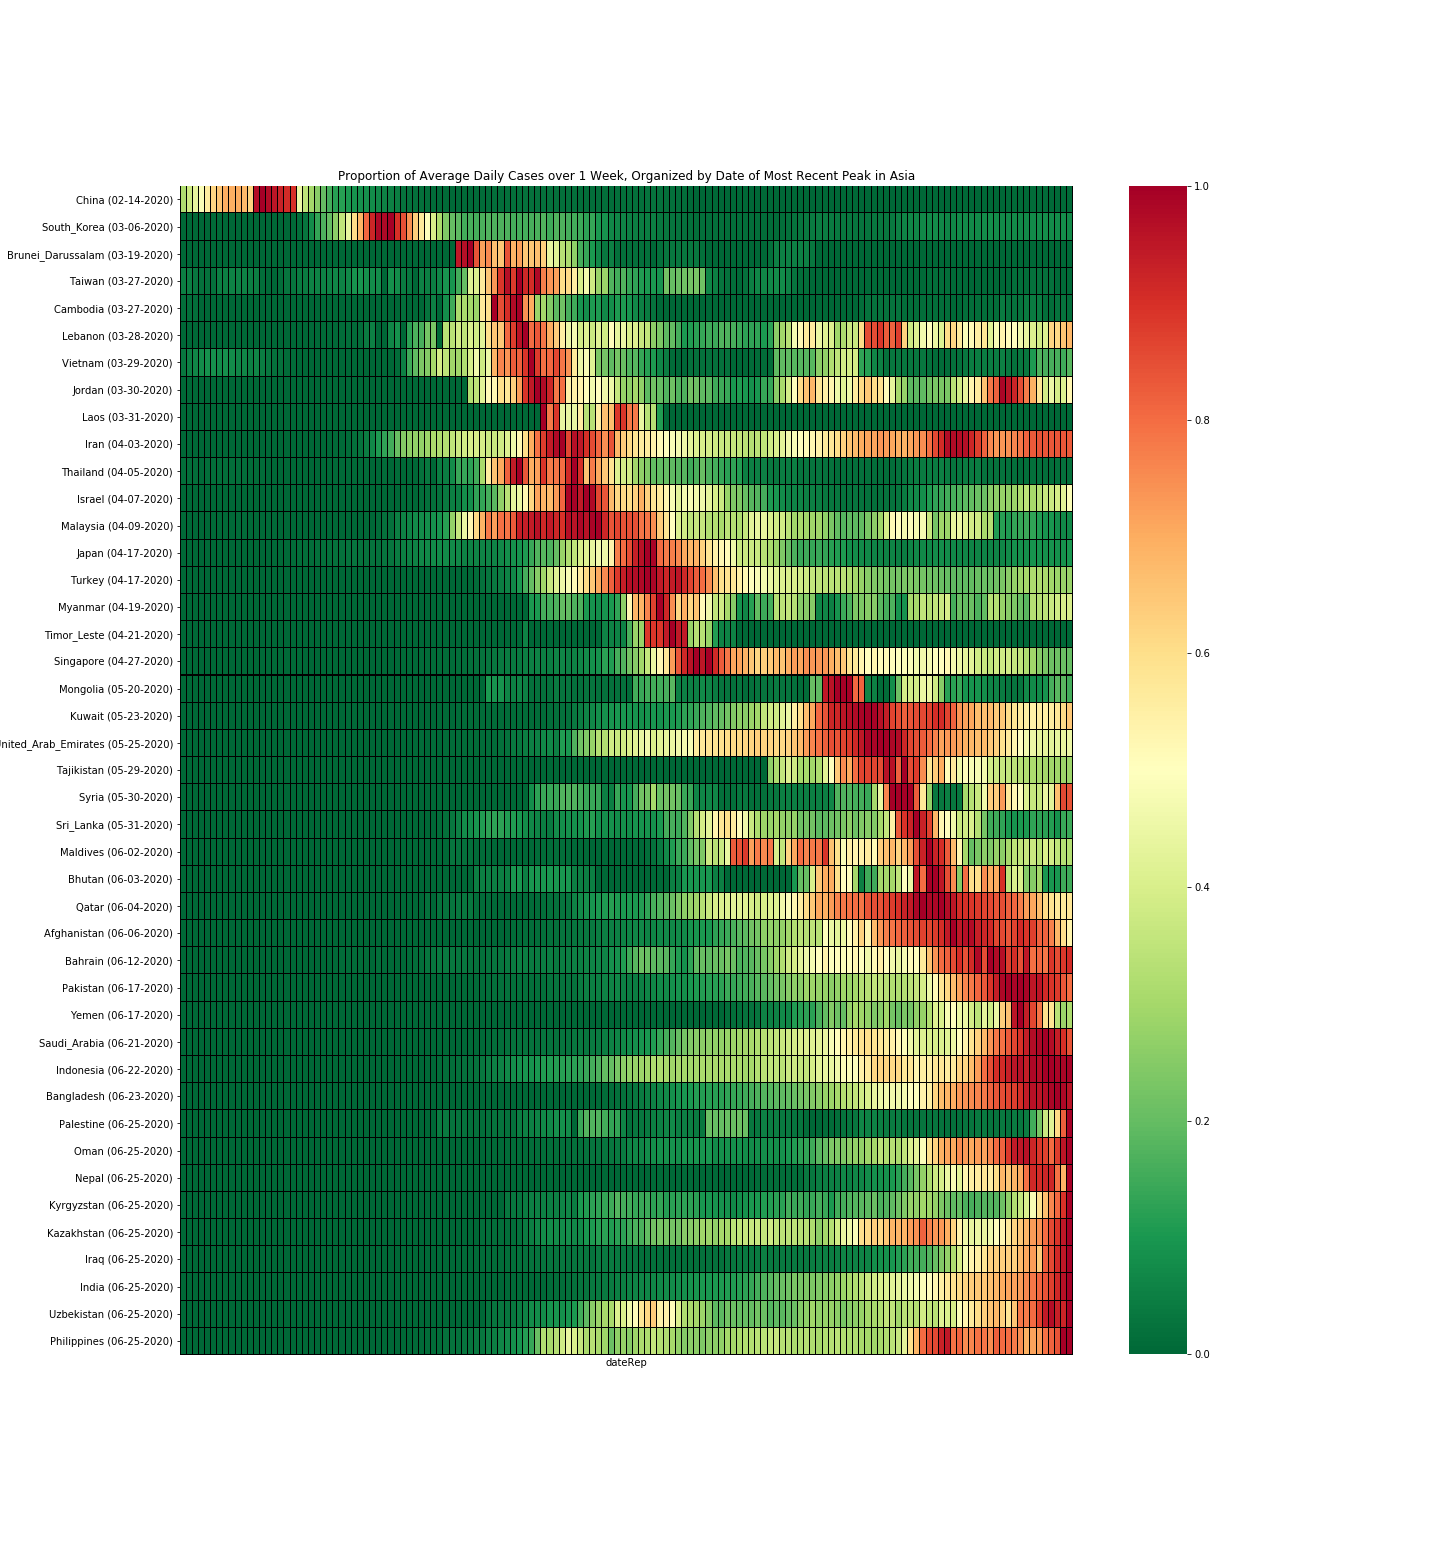 Proportion of Average Daily Cases over 1 Week, Organized by Date of Most Recent Peak in Asia
China (02-14-2020)
South_Korea (03-06-2020)
Brunei_Darussalam (03-19-2020)
Taiwan (03-27-2020)
Cambodia (03-27-2020)
Lebanon (03-28-2020)
Vietnam (03-29-2020)
Jordan (03-30-2020)
Laos (03-31-2020)
Iran (04-03-2020)
Thailand (04-05-2020)
Israel (04-07-2020)
Malaysia (04-09-2020)
Japan (04-17-2020)
Turkey (04-17-2020)
Myanmar (04-19-2020)
Timor_Leste (04-21-2020)
Singapore (04-27-2020)
Mongolia (05-20-2020)
Kuwait (05-23-2020)
nited_Arab_Emirates (05-25-2020)
Tajikistan (05-29-2020)
Syria (05-30-2020)
Sri_Lanka (05-31-2020)
Maldives (06-02-2020)
Bhutan (06-03-2020)
Qatar (06-04-2020)
Afghanistan (06-06-2020)
Bahrain (06-12-2020)
Pakistan (06-17-2020)
Yemen (06-17-2020)
Saudi_Arabia (06-21-2020)
Indonesia (06-22-2020)
Bangladesh (06-23-2020)
Palestine (06-25-2020)
Oman (06-25-2020)
Nepal (06-25-2020)
Kyrgyzstan (06-25-2020)
Kazakhstan (06-25-2020)
Iraq (06-25-2020)
India (06-25-2020)
Uzbekistan (06-25-2020)
Philippines (06-25-2020)
dateRep
1.0
0.8
0.6
0.4
0.2
0.0